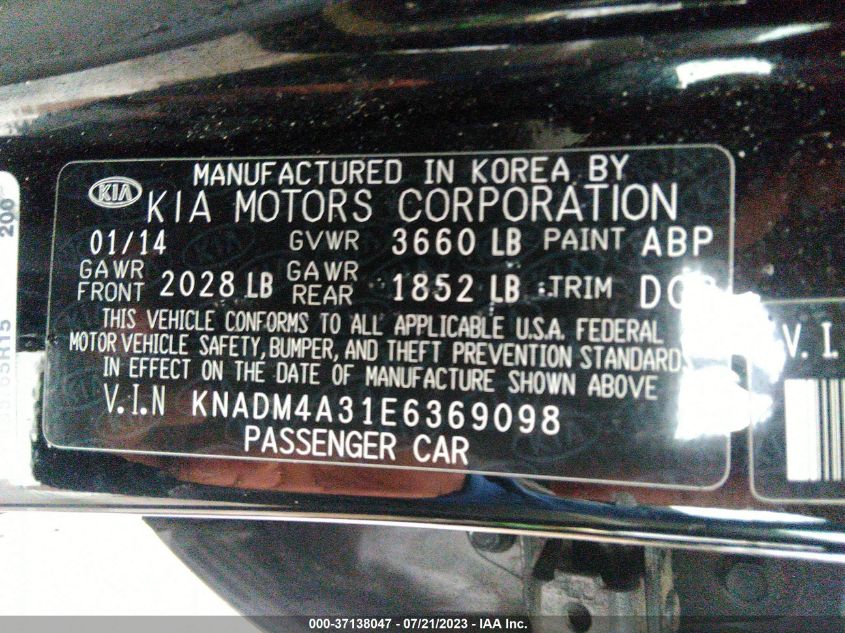 MANUFACTURED IN KOREA BY
KIA KIA MOTORS CORPORATION
01/14 GVWR 3660 LB PAINT ABP
GAWR FRONT 2028 LB GAWR REAR 1852 LB TRIM
THIS VEHICLE CONFORMS TO ALL APPLICABLE U.S.A. FEDERAL
MOTOR VEHICLE SAFETY, BUMPER, AND THEFT PREVENTION STANDARDS
IN EFFECT ON THE DATE OF MANUFACTURE SHOWN ABOVE
V.I.N KNADM4A31E6369098
PASSENGER CAR
V. I.
200
65R15
000-37138047 - 07/21/2023 - IAA Inc.